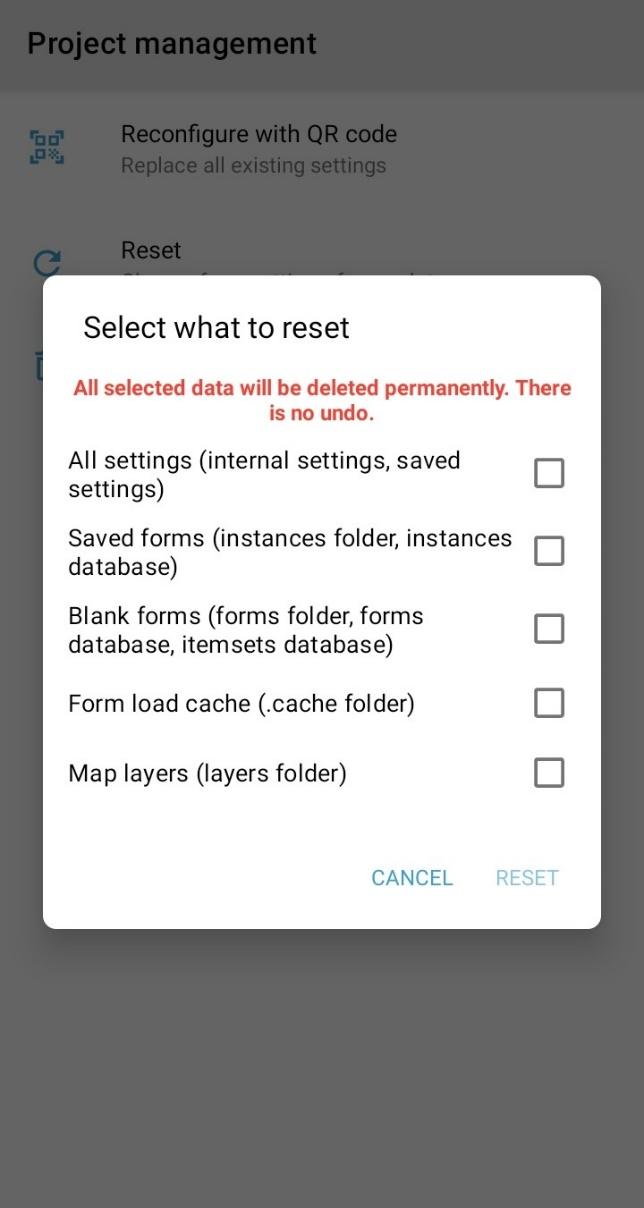 Project management
Reconfigure with QR code
Replace all existing settings
Reset
Select what to reset
All selected data will be deleted permanently. There
is no undo.
All settings (internal settings, saved
settings)
Saved forms (instances folder, instances
database)
Blank forms (forms folder, forms
database, itemsets database)
Form load cache (.cache folder)
Map layers (layers folder)
CANCEL
RESET